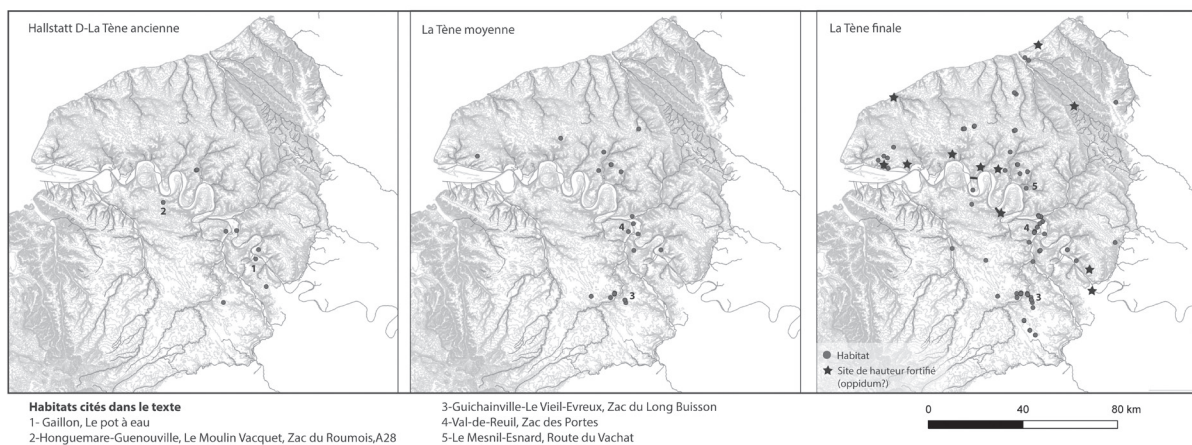 Hallstatt D-La Tène ancienne
2
1
La Tène moyenne
4
3
La Tène finale
5
4
3
Habitat
Site de hauteur fortifié
(oppidum?)
Habitats cités dans le texte
1- Gaillon, Le pot à eau
2-Honguemare-Guenouville, Le Moulin Vacquet, Zac du Roumois,A28
3-Guichainville-Le Vieil-Evreux, Zac du Long Buisson
4-Val-de-Reuil, Zac des Portes
5-Le Mesnil-Esnard, Route du Vachat
0 40 80 km